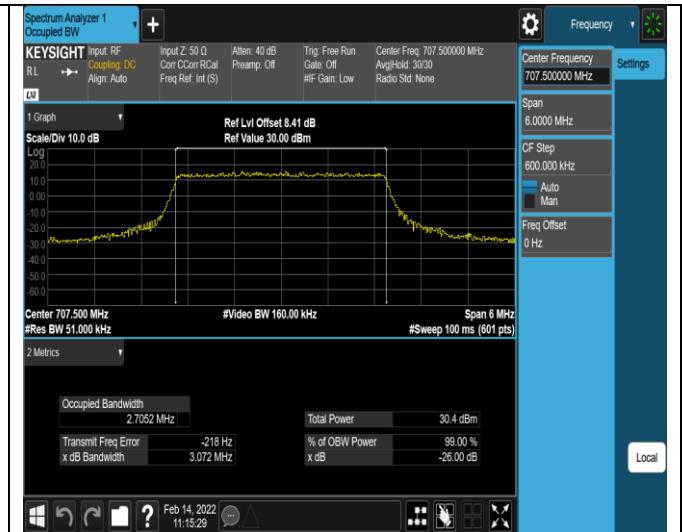 Spectrum Analyzer 1
Occupied BW
+
Frequency
KEYSIGHT
RL
LXI
Input: RF
Coupling: DC
Align: Auto
Input Z: 50 Ω
Corr CCorr RCal
Freq Ref: Int (S)
Atten: 40 dB
Preamp: Off
Trig: Free Run
Gate: Off
#IF Gain: Low
Center Freq: 707.500000 MHz
Avg|Hold: 30/30
Radio Std: None
Center Frequency
707.500000 MHz
Settings
Span
6.0000 MHz
CF Step
600.000 kHz
Auto
Man
Freq Offset
0 Hz
1 Graph
Scale/Div 10.0 dB
Ref Lvl Offset 8.41 dB
Ref Value 30.00 dBm
Log
20.0
10.0
0.00
-10.0
-20.0
-30.0
-40.0
-50.0
-60.0
Center 707.500 MHz
#Video BW 160.00 kHz
Span 6 MHz
#Res BW 51.000 kHz
#Sweep 100 ms (601 pts)
2 Metrics
Occupied Bandwidth
2.7052 MHz
Total Power 30.4 dBm
Transmit Freq Error -218 Hz
% of OBW Power 99.00 %
x dB Bandwidth 3.072 MHz
x dB -26.00 dB
Local
?
Feb 14, 2022
11:15:29